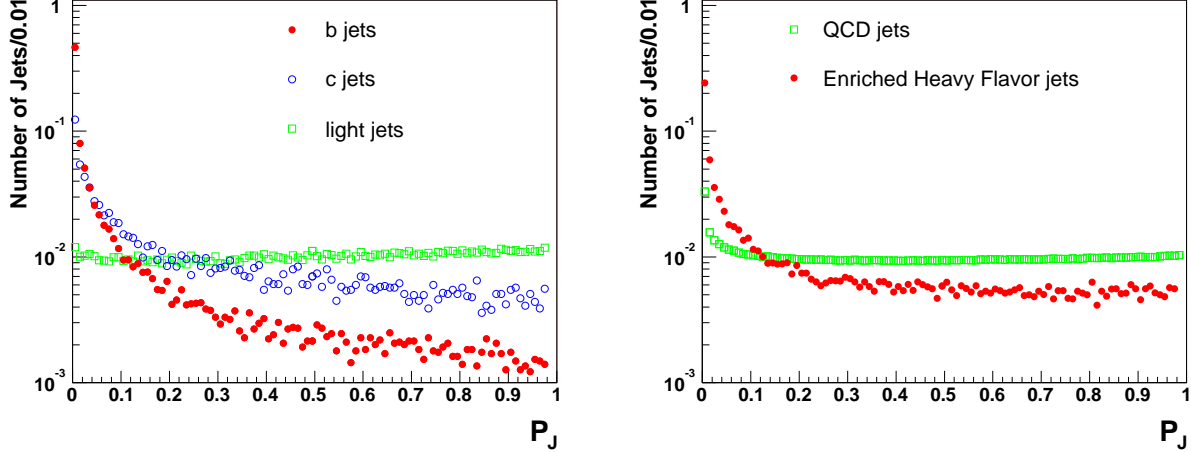 Number of Jets/0.01
1
10-1
10-2
10-3
b jets
c jets
light jets
0 0.1 0.2 0.3 0.4 0.5 0.6 0.7 0.8 0.9 1
PJ
Number of Jets/0.01
1
10-1
10-2
10-3
QCD jets
Enriched Heavy Flavor jets
0 0.1 0.2 0.3 0.4 0.5 0.6 0.7 0.8 0.9 1
PJ